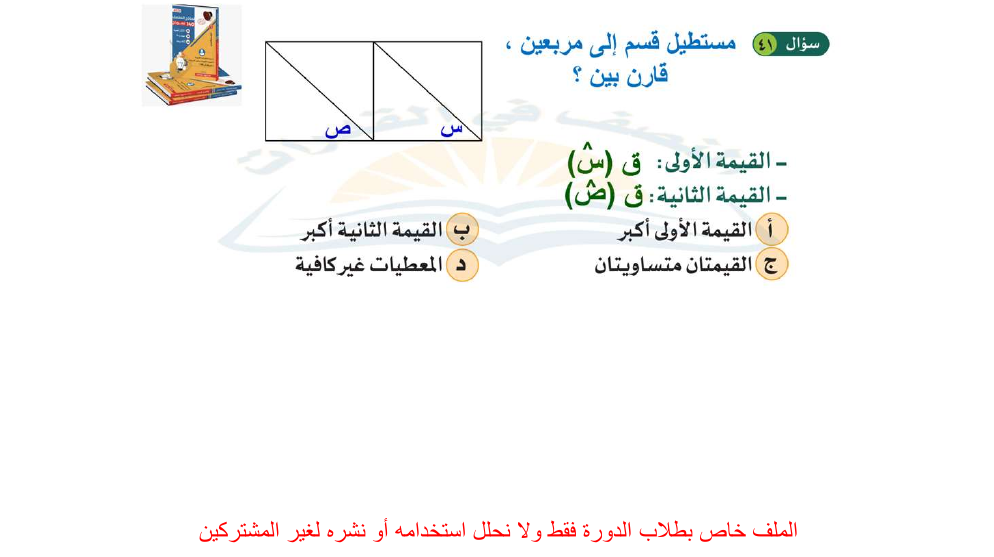 سؤال ٤١
مستطيل قسم إلى مربعين ،
قارن بين ؟
ص
س
– القيمة الأولى: ق (سٛ)
– القيمة الثانية: ق (صٛ)
أ القيمة الأولى أكبر
ب القيمة الثانية أكبر
ج القيمتان متساويتان
د المعطيات غير كافية
الملف خاص بطلاب الدورة فقط ولا نحلل استخدامه أو نشره لغير المشتركين